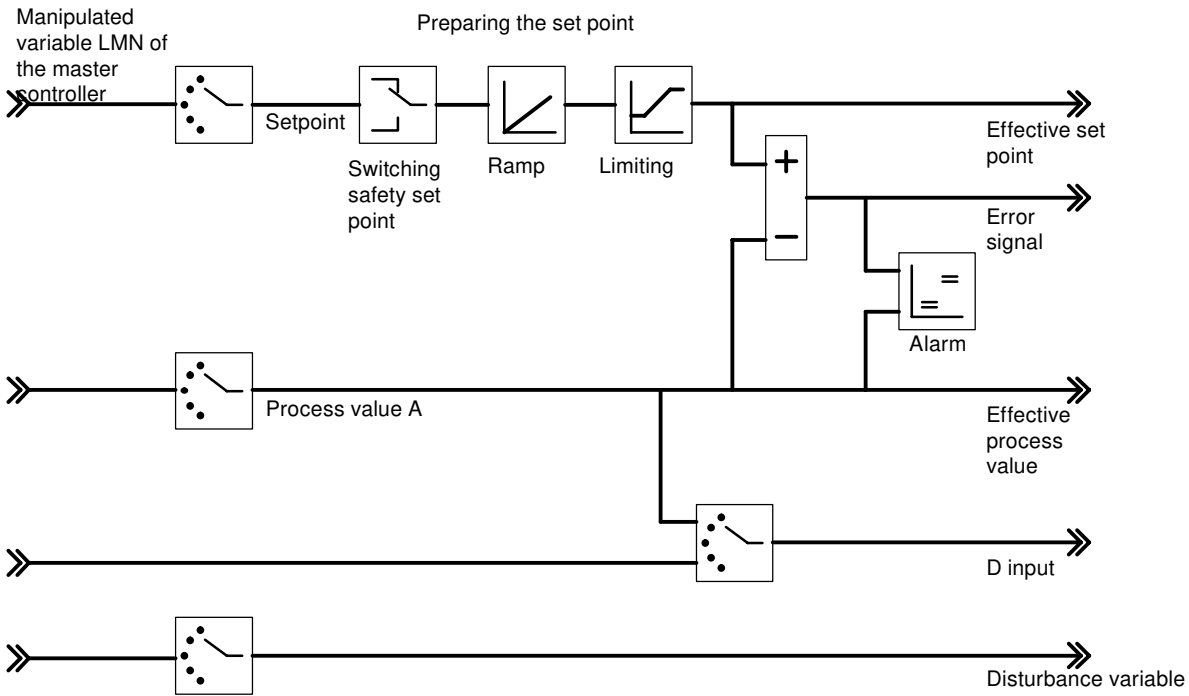 Manipulated
variable LMN of
the master
controller
Preparing the set point
Setpoint
Switching
safety set
point
Ramp
Limiting
Effective set
point
+
−
Error
signal
Alarm
Process value A
Effective
process
value
D input
Disturbance variable